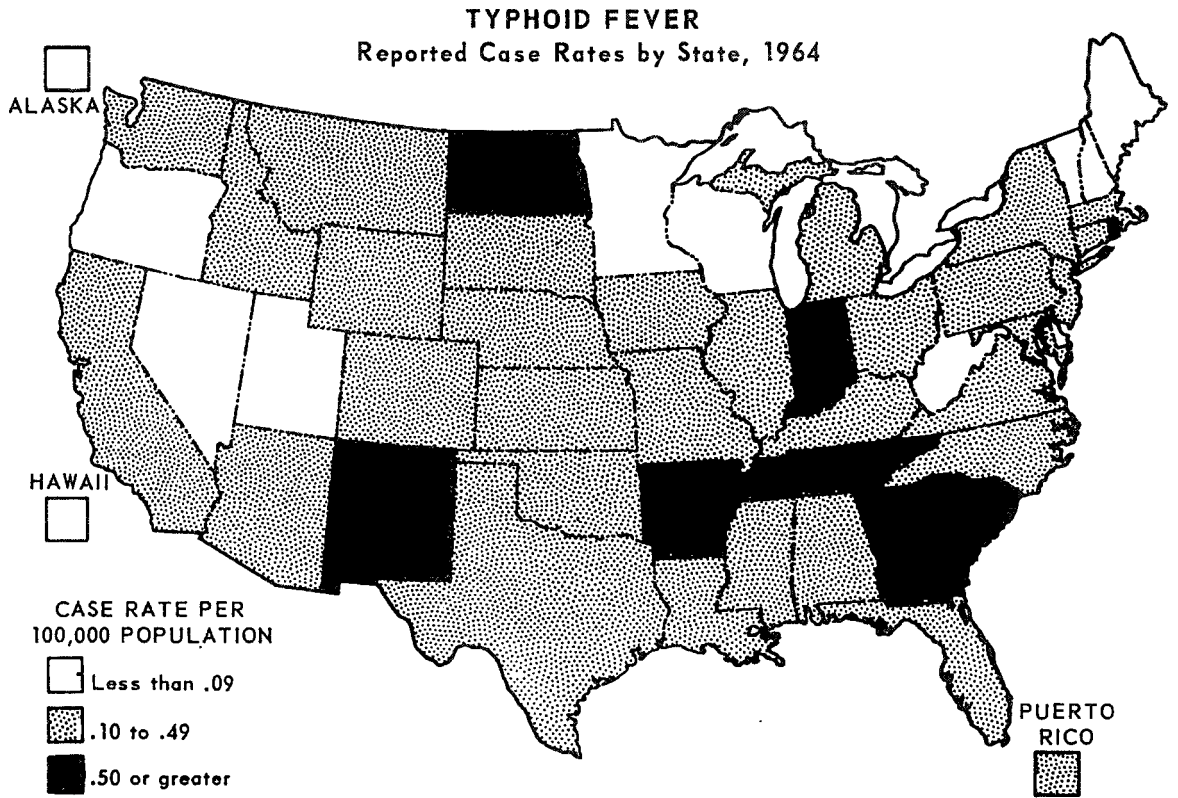 TYPHOID FEVER
Reported Case Rates by State, 1964
ALASKA
HAWAII
CASE RATE PER
100,000 POPULATION
Less than .09
.10 to .49
.50 or greater
PUERTO
RICO